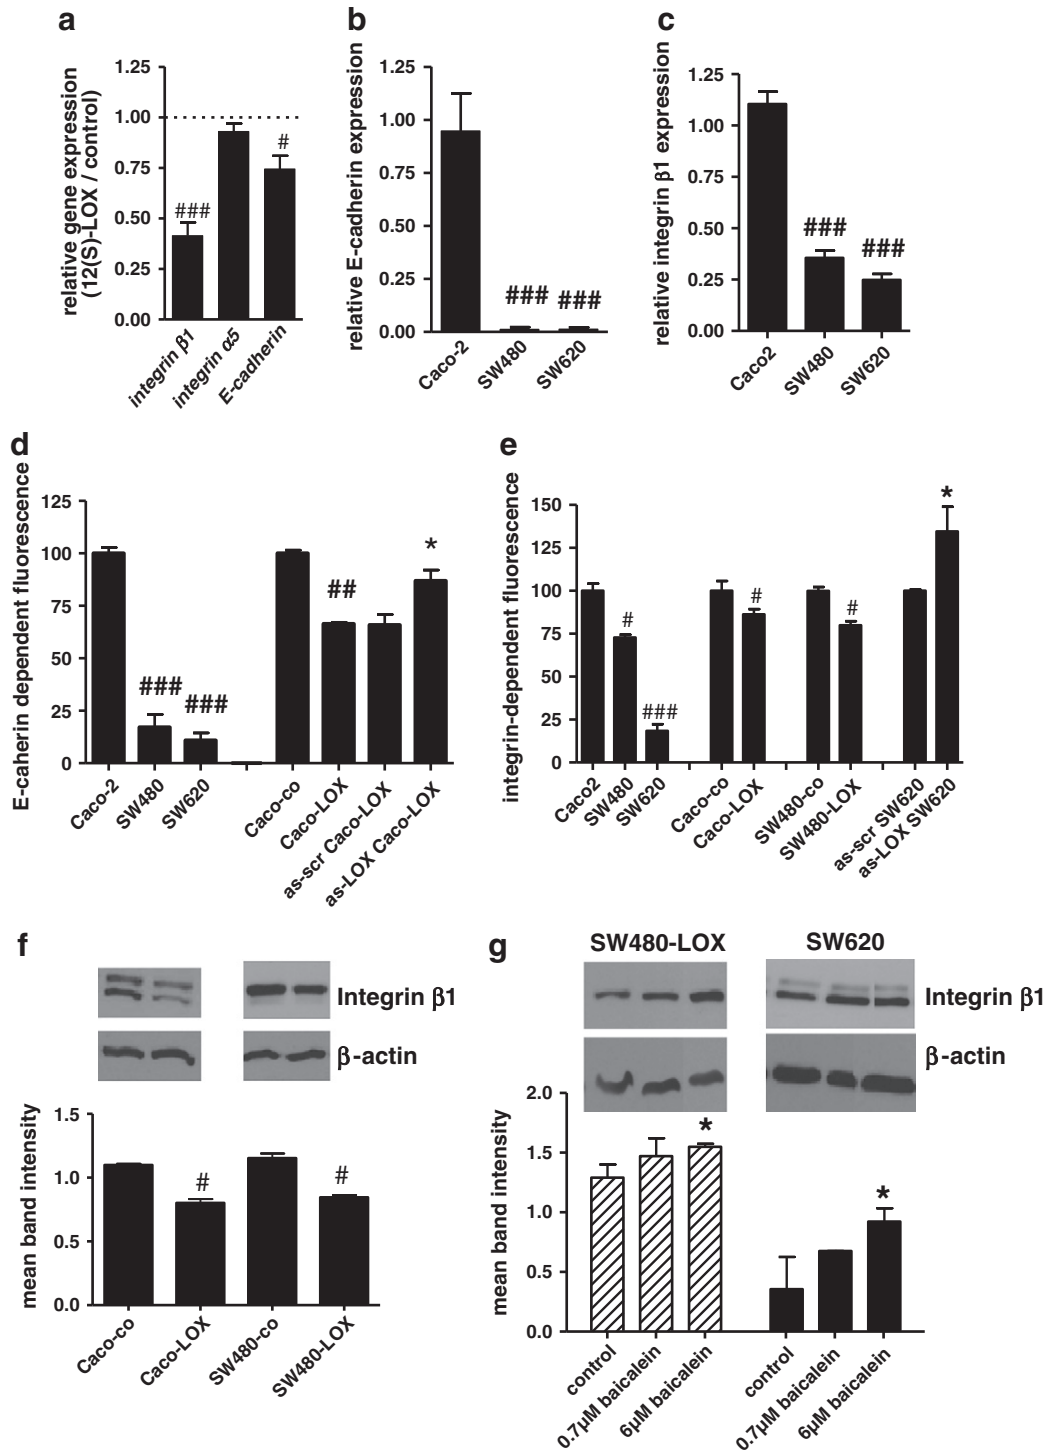 a
relative gene expression
(12(S)-LOX / control)
1.25
1.00
0.75
0.50
0.25
0.00
###
#
integrin β1
integrin α5
E-cadherin
b
relative E-cadherin expression
1.25
1.00
0.75
0.50
0.25
0.00
###
###
Caco-2
SW480
SW620
c
relative integrin β1 expression
1.25
1.00
0.75
0.50
0.25
0.00
###
###
Caco2
SW480
SW620
d
E-caherin dependent fluorescence
125
100
75
50
25
0
###
###
##
*
Caco-2
SW480
SW620
Caco-co
Caco-LOX
as-scr Caco-LOX
as-LOX Caco-LOX
e
integrin-dependent fluorescence
150
125
100
75
50
25
0
#
###
#
#
*
Caco2
SW480
SW620
Caco-co
Caco-LOX
SW480-co
SW480-LOX
as-scr SW620
as-LOX SW620
f
Integrin β1
β-actin
mean band intensity
1.5
1.0
0.5
0.0
#
#
Caco-co
Caco-LOX
SW480-co
SW480-LOX
g
SW480-LOX
SW620
Integrin β1
β-actin
mean band intensity
2.0
1.5
1.0
0.5
0.0
*
*
control
0.7µM baicalein
6µM baicalein
control
0.7µM baicalein
6µM baicalein